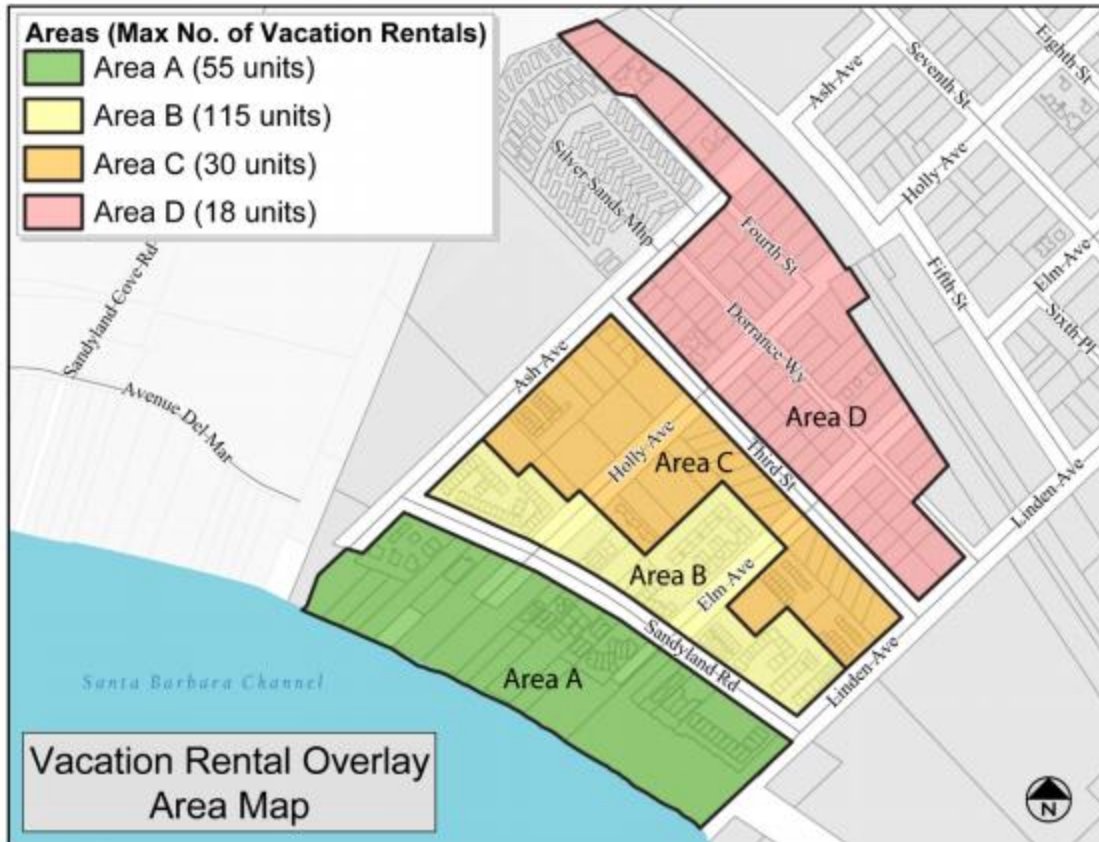 Areas (Max No. of Vacation Rentals)
Area A (55 units)
Area B (115 units)
Area C (30 units)
Area D (18 units)
Ash Ave
Seventh St
Eighth St
Silver Sands Mhp
Holly Ave
Fourth St
Elm Ave
Fifth St
Sandyland Cove Rd
Sixth Pl
Dorrance Wy
Ash Ave
Avenue Del Mar
Area D
Holly Ave
Area C
Third St
Linden Ave
Area B
Elm Ave
Sandyland Rd
Linden Ave
Area A
Santa Barbara Channel
Vacation Rental Overlay
Area Map
N